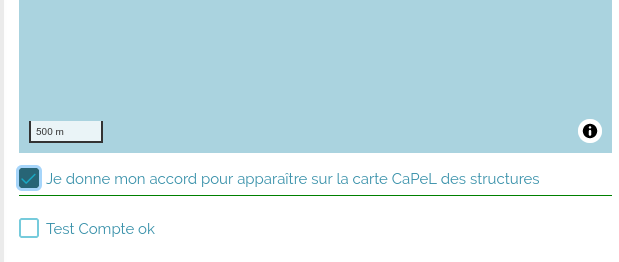 500 m
Je donne mon accord pour apparaître sur la carte CaPeL des structures
Test Compte ok